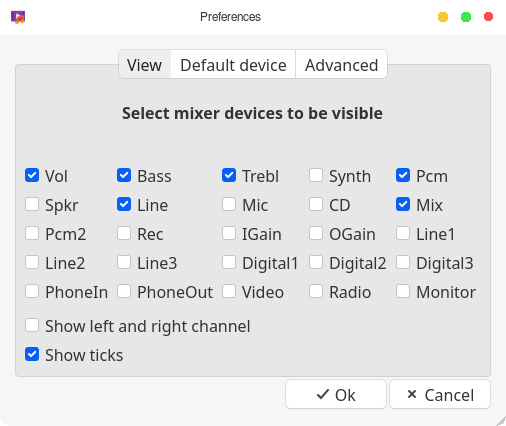 Preferences
View Default device Advanced
Select mixer devices to be visible
Vol Bass Trebl Synth Pcm
Spkr Line Mic CD Mix
Pcm2 Rec IGain OGain Line1
Line2 Line3 Digital1 Digital2 Digital3
PhoneIn PhoneOut Video Radio Monitor
Show left and right channel
Show ticks
Ok Cancel